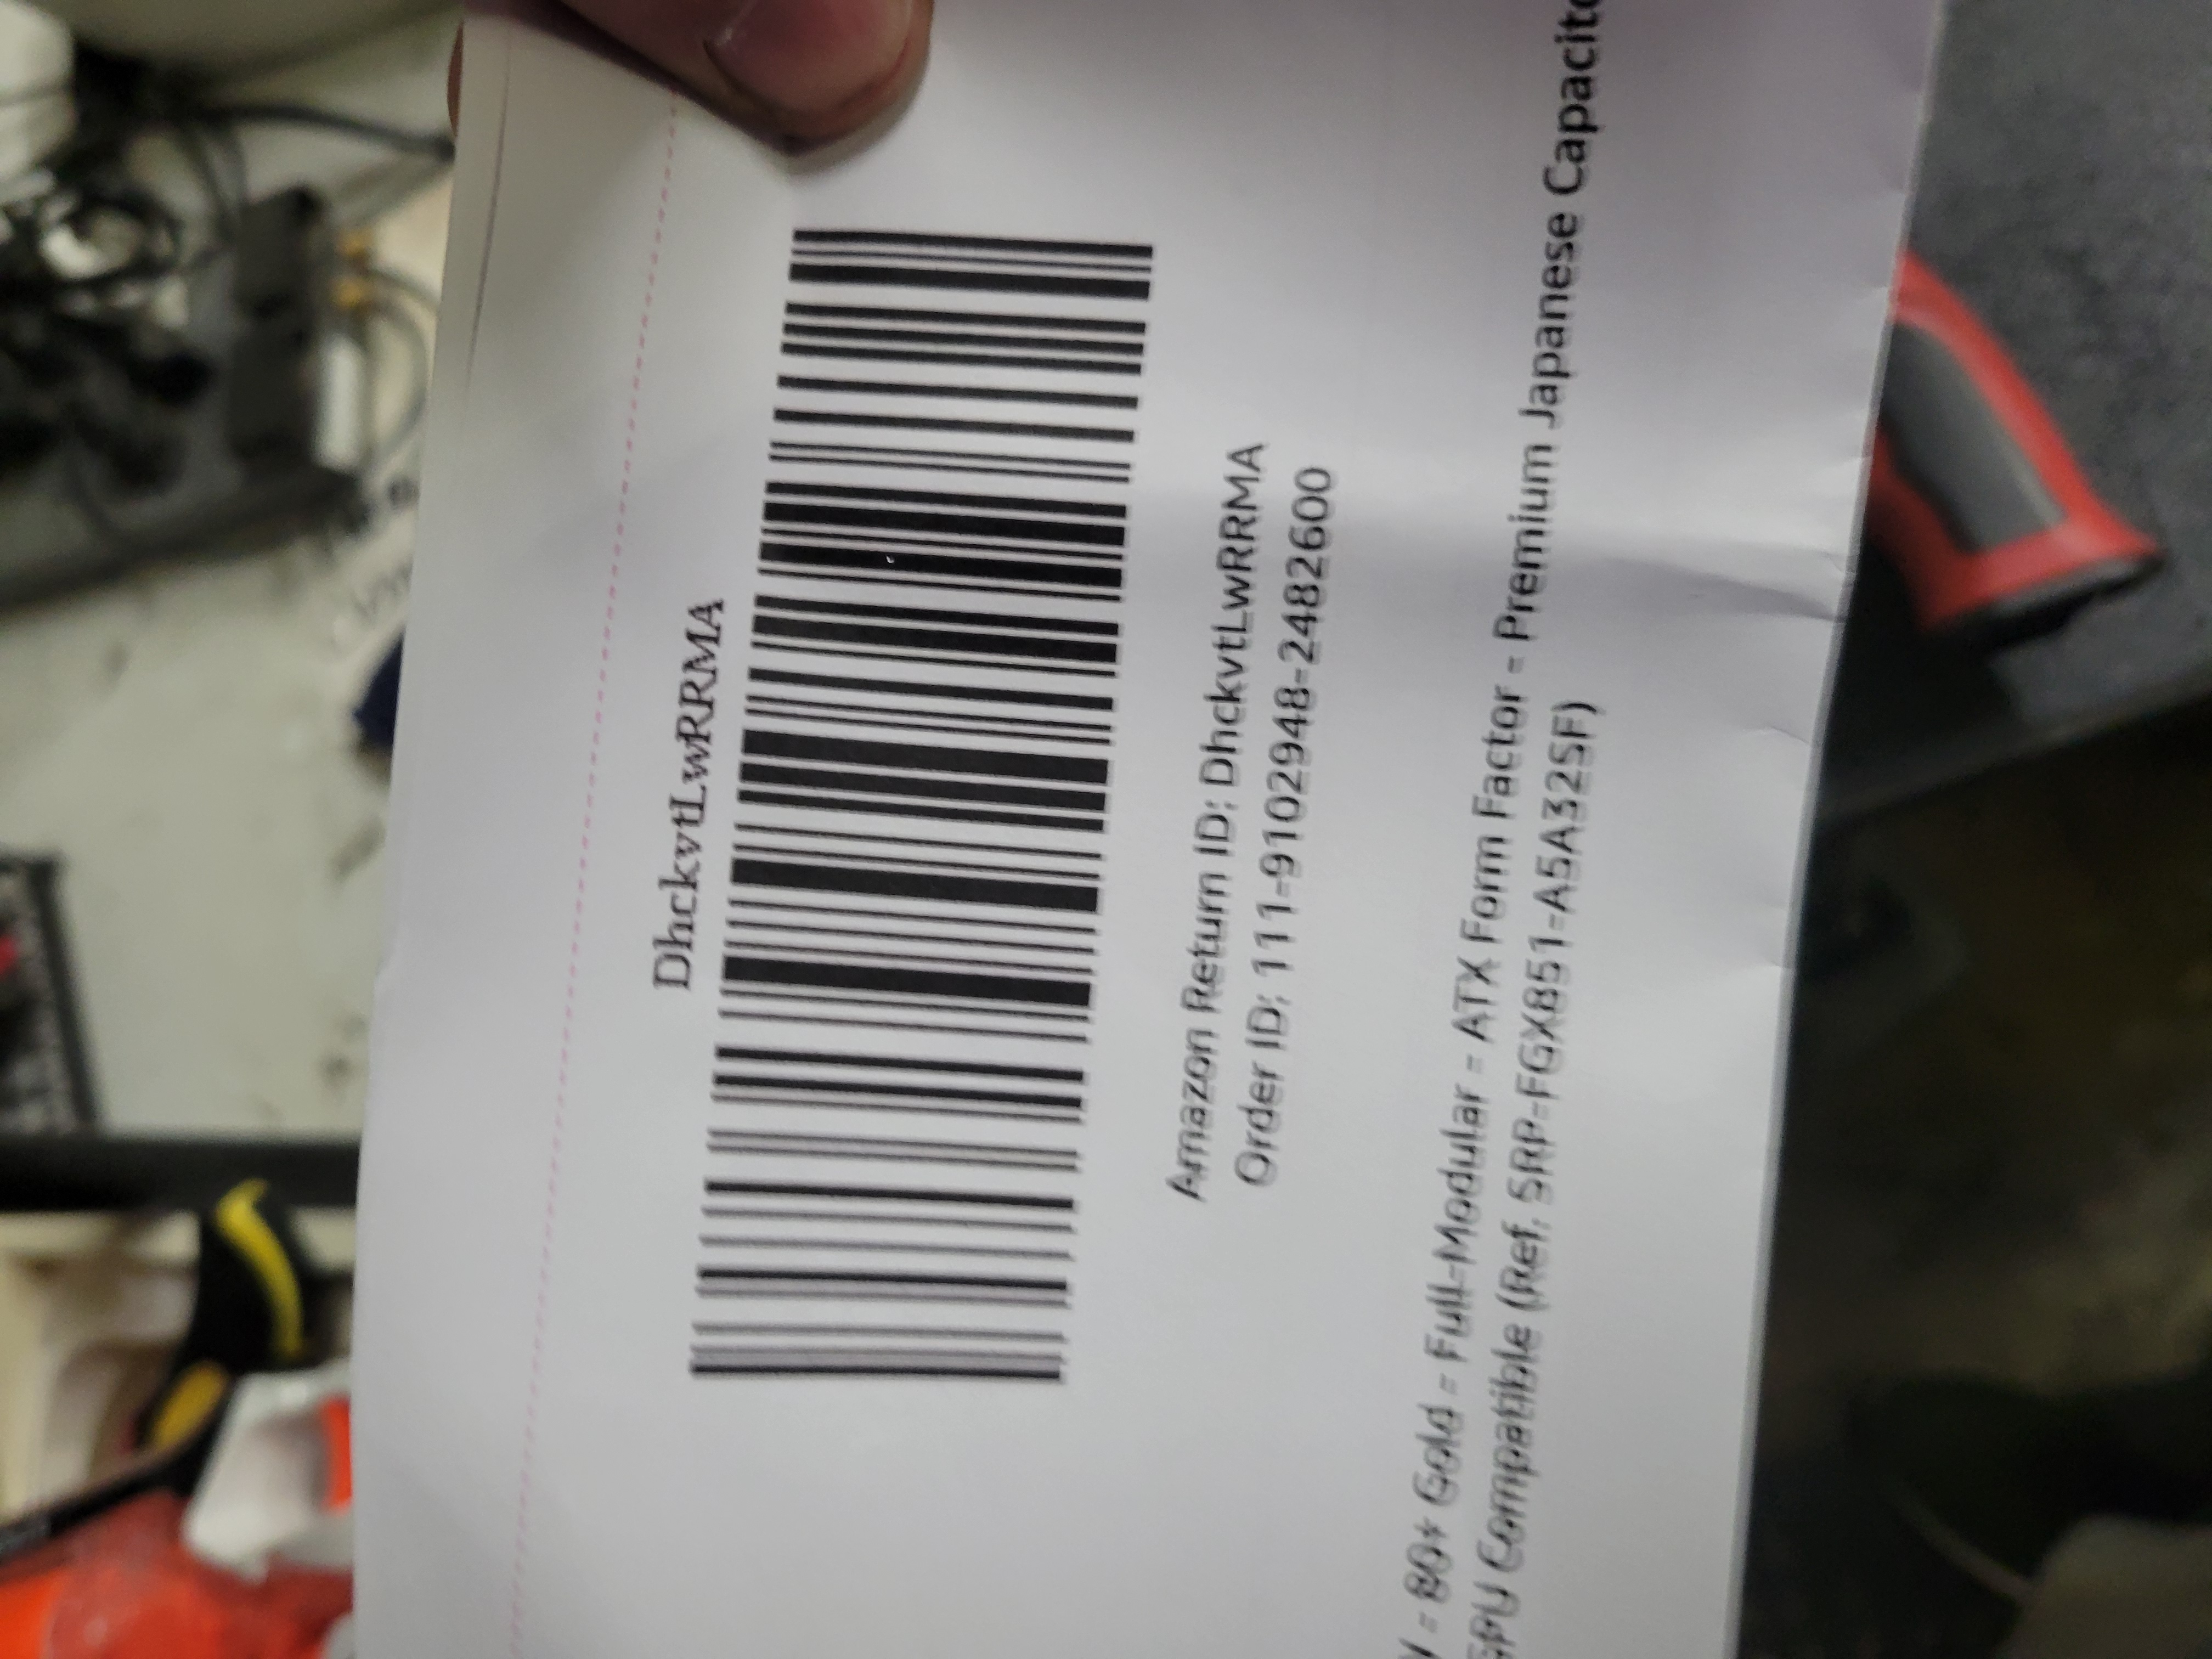 DhckvtLwRRMA
Amazon Return ID: DhckvtLwRRMA
Order ID: 111-9102948-2482600
= 80+ Gold = Full-Modular = ATX Form Factor = Premium Japanese
GPU Compatible (Ref. SRP-FGX851-A5A32SF)